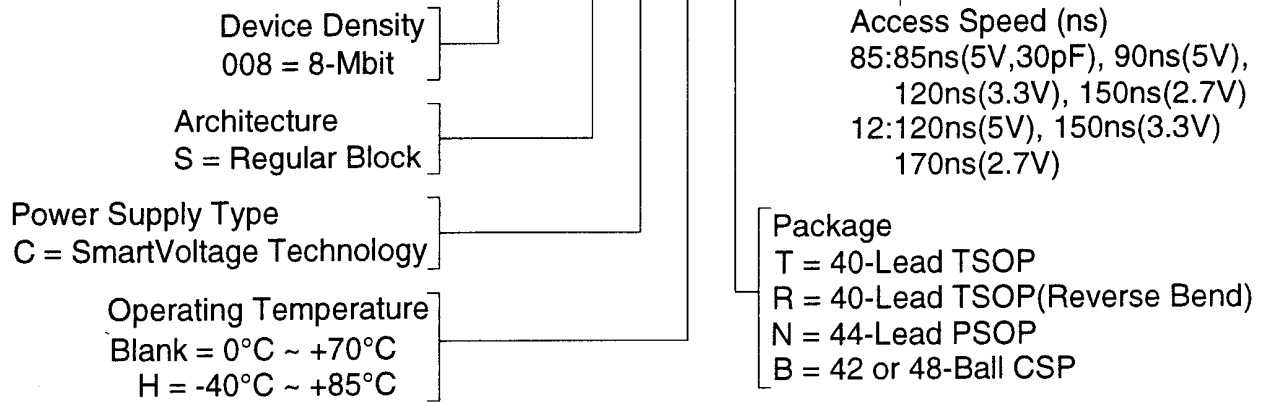 Device Density
008 = 8-Mbit
Architecture
S = Regular Block
Power Supply Type
C = SmartVoltage Technology
Operating Temperature
Blank = 0°C ~ +70°C
H = -40°C ~ +85°C
Access Speed (ns)
85:85ns(5V,30pF), 90ns(5V),
120ns(3.3V), 150ns(2.7V)
12:120ns(5V), 150ns(3.3V)
170ns(2.7V)
Package
T = 40-Lead TSOP
R = 40-Lead TSOP(Reverse Bend)
N = 44-Lead PSOP
B = 42 or 48-Ball CSP